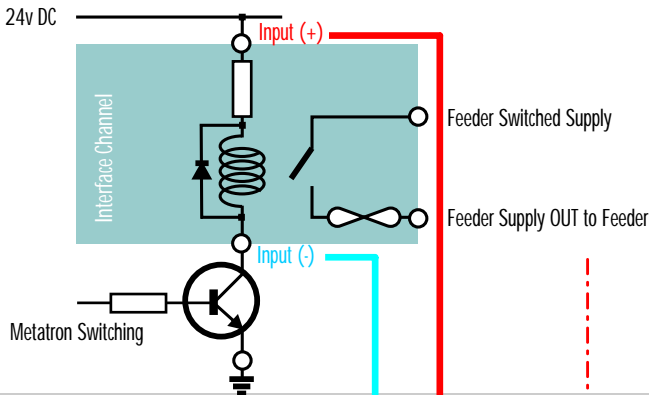 24v DC
Input (+)
Interface Channel
Feeder Switched Supply
Feeder Supply OUT to Feeder
Input (-)
Metatron Switching